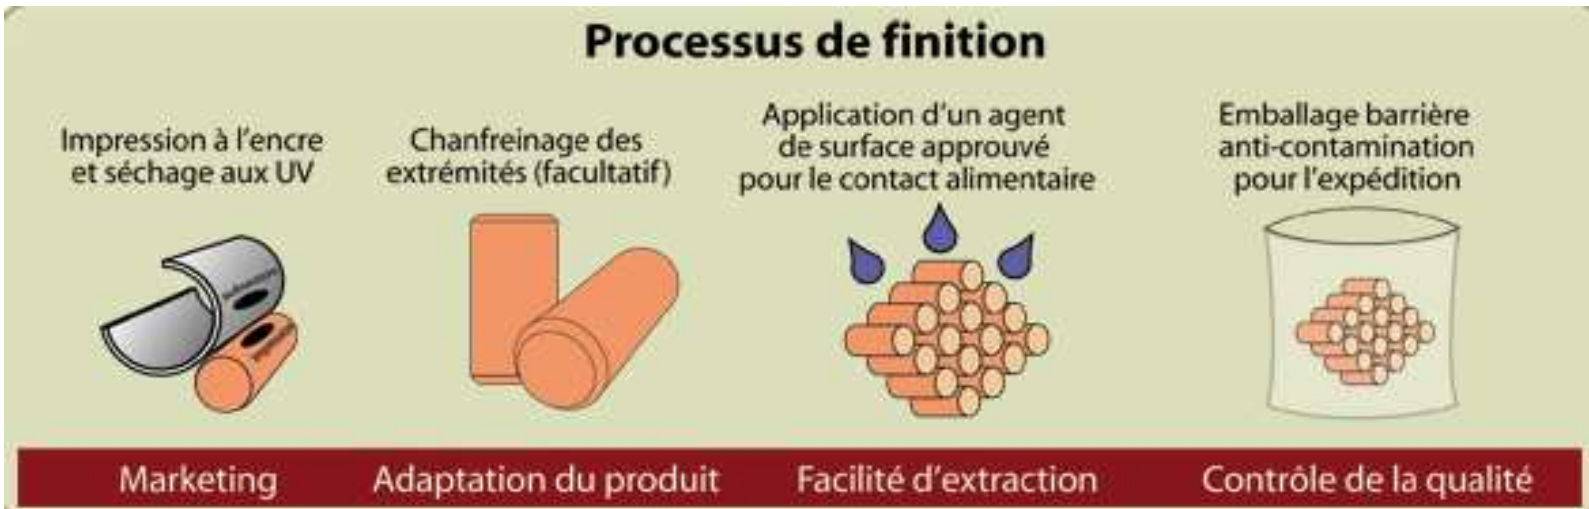 Processus de finition
Impression à l'encre
et séchage aux UV
Chanfreinage des
extrémités (facultatif)
Application d'un agent
de surface approuvé
pour le contact alimentaire
Emballage barrière
anti-contamination
pour l'expédition
Marketing
Adaptation du produit
Facilité d'extraction
Contrôle de la qualité